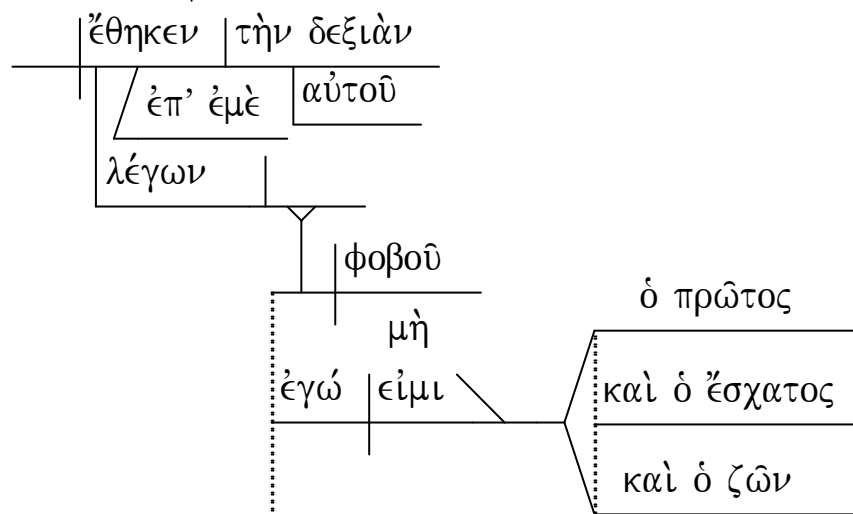 ἔθηκεν τὴν δεξιὰν
ἐπ’ ἐμὲ αὐτοῦ
λέγων
φοβοῦ
μὴ
ὁ πρῶτος
ἐγώ εἰμι
καὶ ὁ ἔσχατος
καὶ ὁ ζῶν